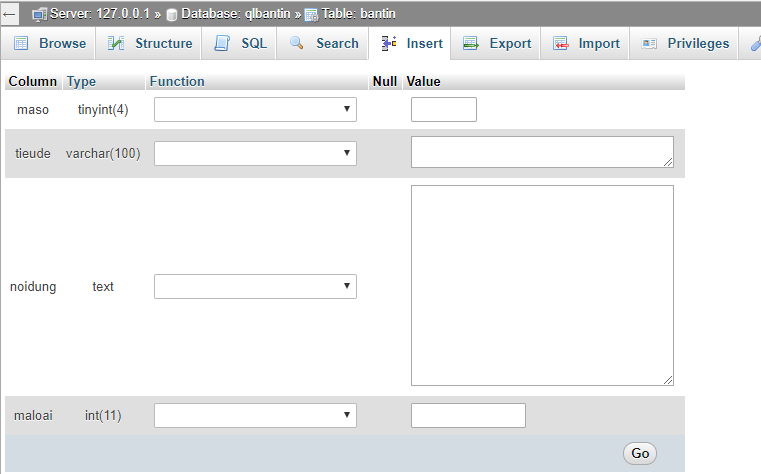 Server: 127.0.0.1 » Database: qlbantin » Table: bantin
Browse Structure SQL Search Insert Export Import Privileges
Column Type Function Null Value
maso tinyint(4)
tieude varchar(100)
noidung text
maloai int(11)
Go